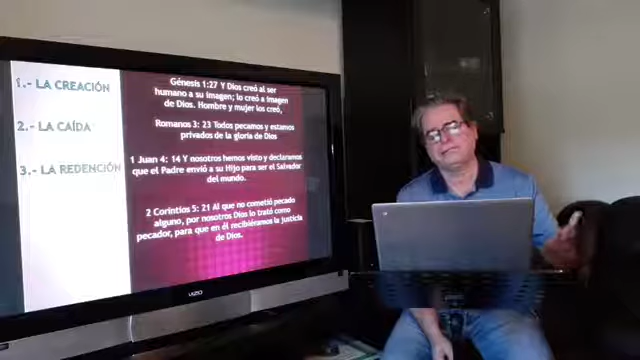 1.- LA CREACIÓN
2.- LA CAÍDA
3.- LA REDENCIÓN
Génesis 1:27 Y Dios creó al ser
humano a su imagen; lo creó a imagen
de Dios. Hombre y mujer los creó,
Romanos 3: 23 Todos pecamos y estamos
privados de la gloria de Dios
1 Juan 4: 14 Y nosotros hemos visto y declaramos
que el Padre envió a su Hijo para ser el Salvador
del mundo.
2 Corintios 5: 21 Al que no cometió pecado
alguno, por nosotros Dios lo trató como
pecador, para que en él recibiéramos la justicia
de Dios.
VIZIO